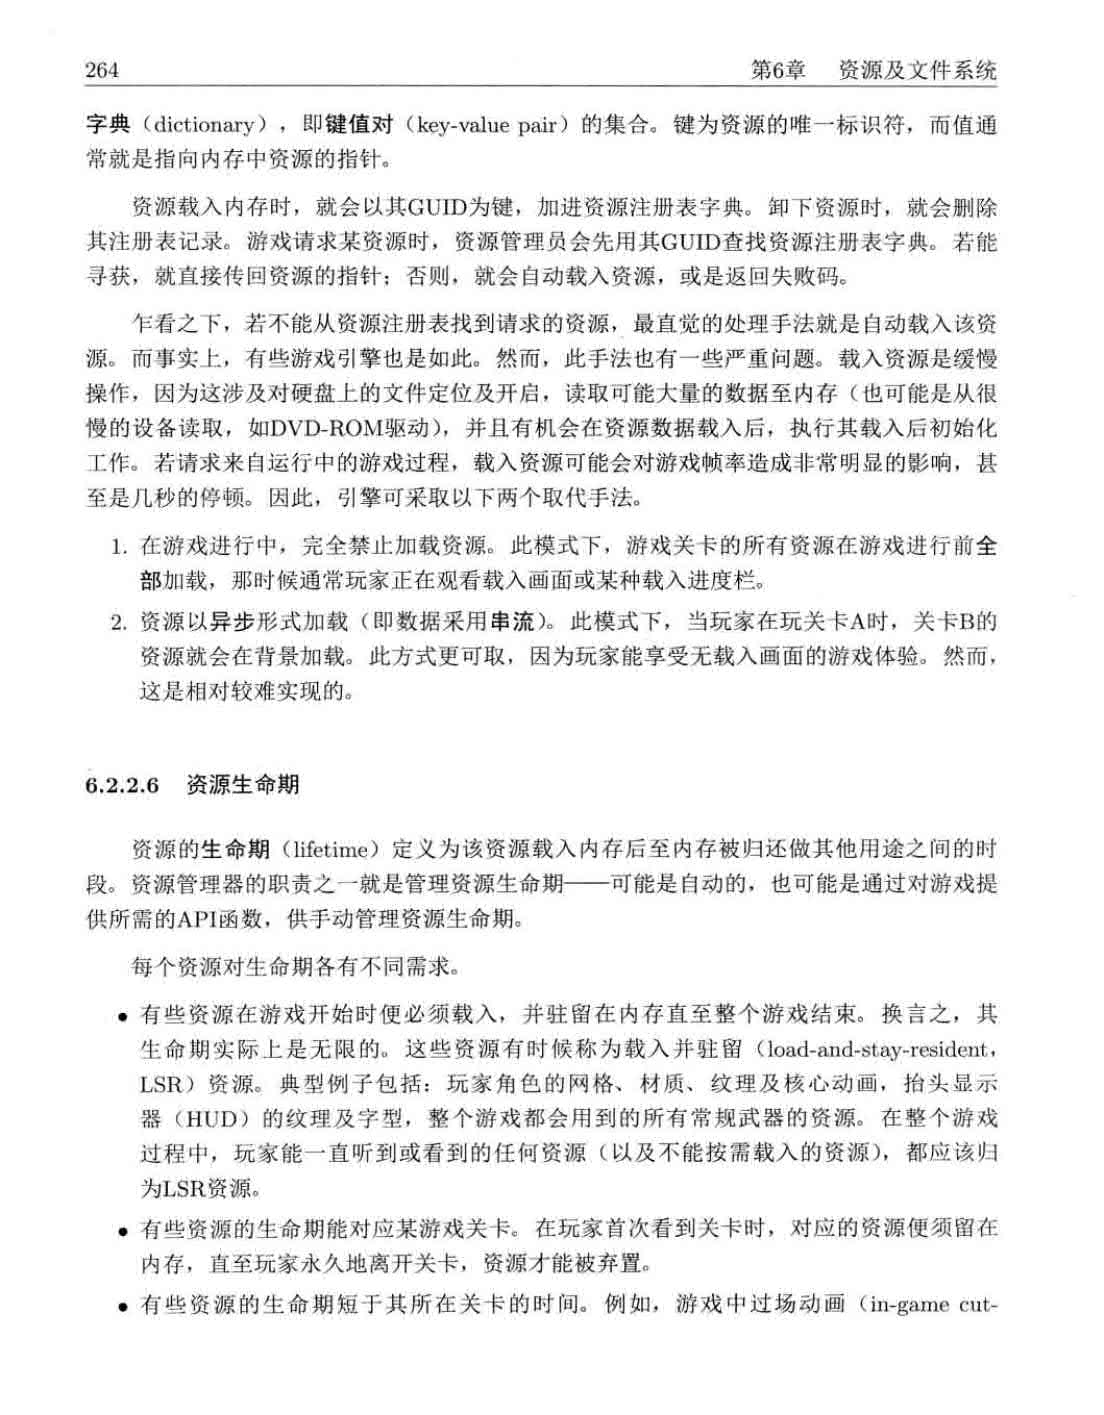 264 第6章 资源及文件系统
字典（dictionary），即键值对（key-value pair）的集合。键为资源的唯一标识符，而值通
常就是指向内存中资源的指针。
资源载入内存时，就会以其GUID为键，加进资源注册表字典。卸下资源时，就会删除
其注册表记录。游戏请求某资源时，资源管理员会先用其GUID查找资源注册表字典。若能
寻获，就直接传回资源的指针；否则，就会自动载入资源，或是返回失败码。
乍看之下，若不能从资源注册表找到请求的资源，最直觉的处理手法就是自动载入该资
源。而事实上，有些游戏引擎也是如此。然而，此手法也有一些严重问题。载入资源是缓慢
操作，因为这涉及对硬盘上的文件定位及开启，读取可能大量的数据至内存（也可能是从很
慢的设备读取，如DVD-ROM驱动），并且有机会在资源数据载入后，执行其载入后初始化
工作。若请求来自运行中的游戏过程，载入资源可能会对游戏帧率造成非常明显的影响，甚
至是几秒的停顿。因此，引擎可采取以下两个取代手法。
1. 在游戏进行中，完全禁止加载资源。此模式下，游戏关卡的所有资源在游戏进行前全
部加载，那时候通常玩家正在观看载入画面或某种载入进度栏。
2. 资源以异步形式加载（即数据采用串流）。此模式下，当玩家在玩关卡A时，关卡B的
资源就会在背景加载。此方式更可取，因为玩家能享受无载入画面的游戏体验。然而，
这是相对较难实现的。
6.2.2.6 资源生命期
资源的生命期（lifetime）定义为该资源载入内存后至内存被归还做其他用途之间的时
段。资源管理器的职责之一就是管理资源生命期——可能是自动的，也可能是通过对游戏提
供所需的API函数，供手动管理资源生命期。
每个资源对生命期各有不同需求。
● 有些资源在游戏开始时便必须载入，并驻留在内存直至整个游戏结束。换言之，其
生命期实际上是无限的。这些资源有时候称为载入并驻留（load-and-stay-resident，
LSR）资源。典型例子包括：玩家角色的网格、材质、纹理及核心动画，抬头显示
器（HUD）的纹理及字型，整个游戏都会用到的所有常规武器的资源。在整个游戏
过程中，玩家能一直听到或看到的任何资源（以及不能按需载入的资源），都应该归
为LSR资源。
● 有些资源的生命期能对应某游戏关卡。在玩家首次看到关卡时，对应的资源便须留在
内存，直至玩家永久地离开关卡，资源才能被弃置。
● 有些资源的生命期短于其所在关卡的时间。例如，游戏中过场动画（in-game cut-